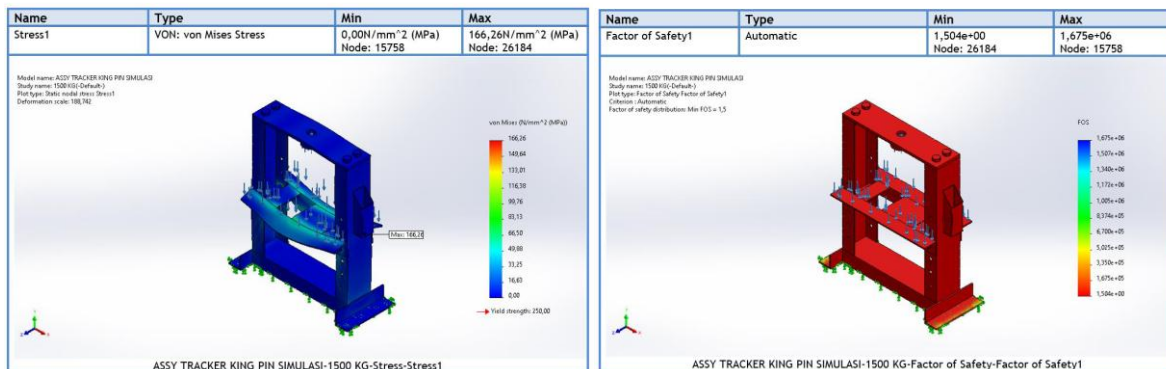 Name Type Min Max
Stress1 VON: von Mises Stress 0,00N/mm^2 (MPa) 166,26N/mm^2 (MPa)
Node: 15758 Node: 26184
Model name: ASSY TRACKER KING PIN SIMULASI
Study name: 1500 KG(-Default-)
Plot type: Static nodal stress Stress1
Deformation scale: 188,742
von Mises (N/mm^2 (MPa))
166,26
149,64
133,01
116,38
99,76
83,13
66,50
49,88
33,25
16,63
0,00
Yield strength: 250,00
Max: 166,26
ASSY TRACKER KING PIN SIMULASI-1500 KG-Stress-Stress1
Name Type Min Max
Factor of Safety1 Automatic 1,504e+00 1,675e+06
Node: 26184 Node: 15758
Model name: ASSY TRACKER KING PIN SIMULASI
Study name: 1500 KG(-Default-)
Plot type: Factor of Safety Factor of Safety1
Criterion : Automatic
Factor of safety distribution: Min FOS = 1,5
FOS
1,675e+06
1,507e+06
1,340e+06
1,172e+06
1,005e+06
8,374e+05
6,700e+05
5,025e+05
3,350e+05
1,675e+05
1,504e+00
ASSY TRACKER KING PIN SIMULASI-1500 KG-Factor of Safety-Factor of Safety1